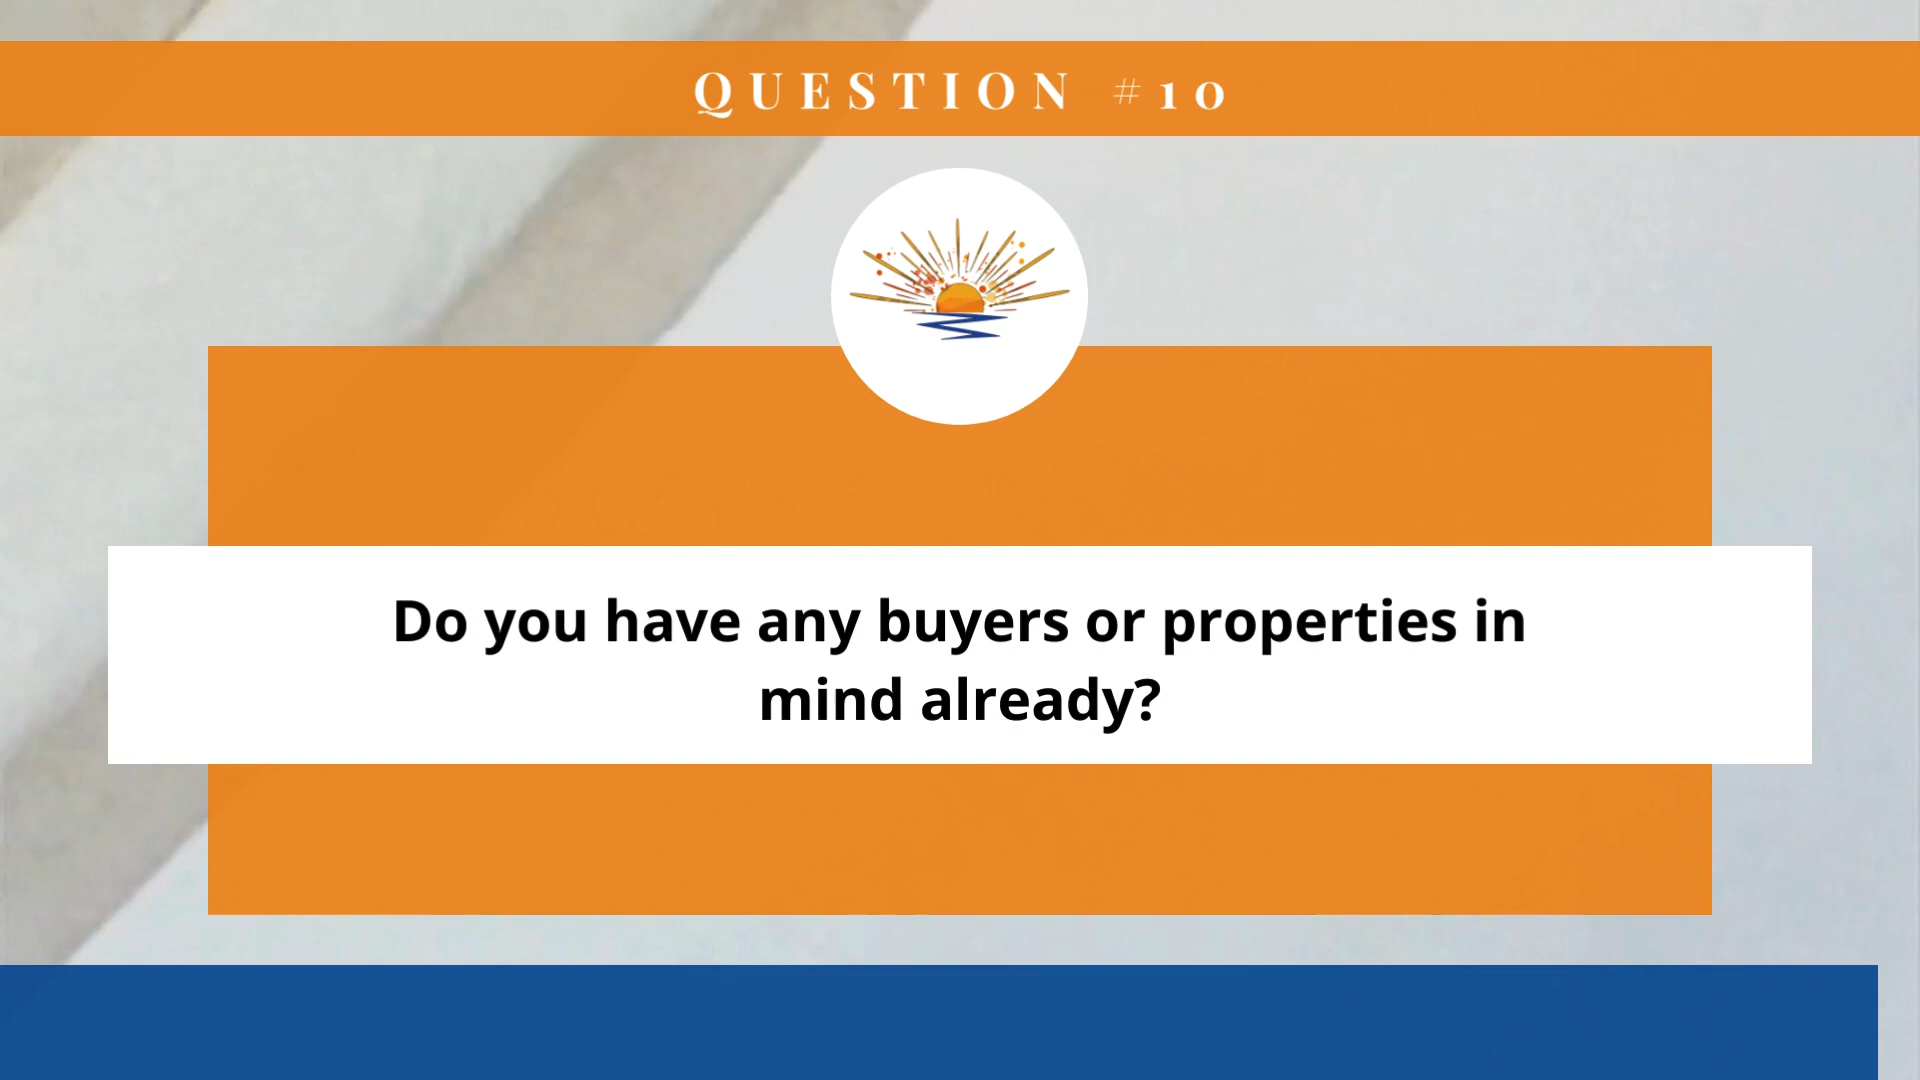 QUESTION #10
Do you have any buyers or properties in
mind already?